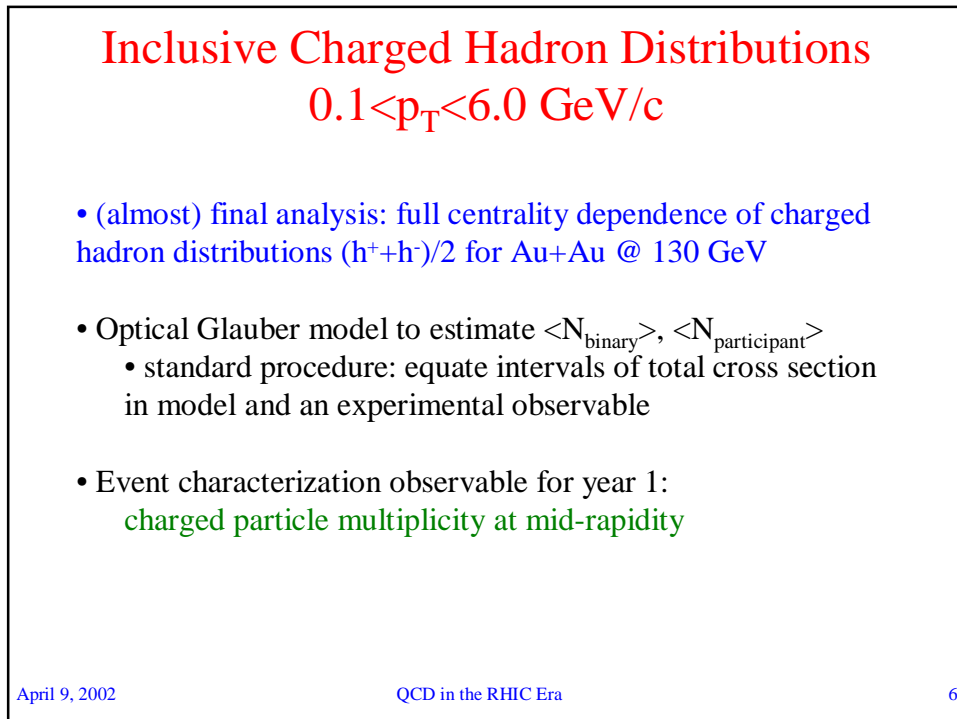 Inclusive Charged Hadron Distributions
0.1<p_T<6.0 GeV/c
• (almost) final analysis: full centrality dependence of charged
hadron distributions (h⁺+h⁻)/2 for Au+Au @ 130 GeV
• Optical Glauber model to estimate <N_binary>, <N_participant>
• standard procedure: equate intervals of total cross section
in model and an experimental observable
• Event characterization observable for year 1:
charged particle multiplicity at mid-rapidity
April 9, 2002 QCD in the RHIC Era 6